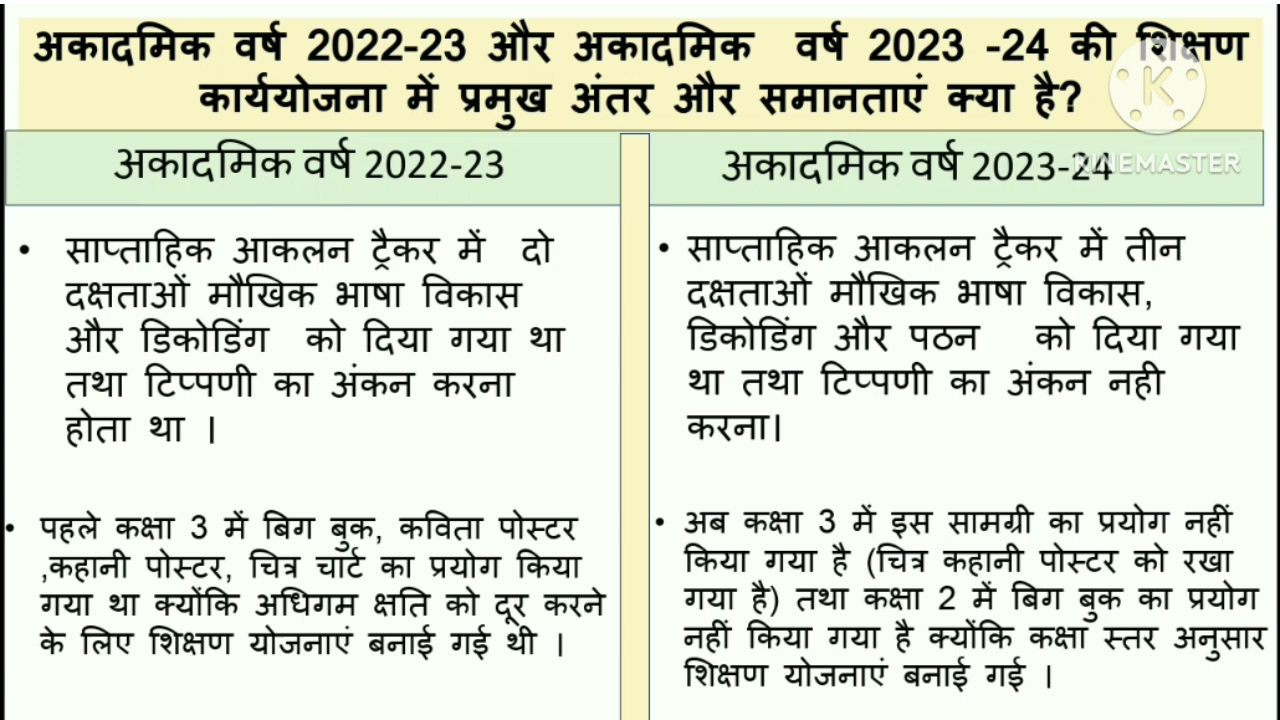 अकादमिक वर्ष 2022-23 और अकादमिक वर्ष 2023 -24 की शिक्षण
कार्ययोजना में प्रमुख अंतर और समानताएं क्या है?
अकादमिक वर्ष 2022-23
• साप्ताहिक आकलन ट्रैकर में दो
दक्षताओं मौखिक भाषा विकास
और डिकोडिंग को दिया गया था
तथा टिप्पणी का अंकन करना
होता था ।
• पहले कक्षा 3 में बिग बुक, कविता पोस्टर
,कहानी पोस्टर, चित्र चार्ट का प्रयोग किया
गया था क्योंकि अधिगम क्षति को दूर करने
के लिए शिक्षण योजनाएं बनाई गई थी ।
अकादमिक वर्ष 2023-24
• साप्ताहिक आकलन ट्रैकर में तीन
दक्षताओं मौखिक भाषा विकास,
डिकोडिंग और पठन को दिया गया
था तथा टिप्पणी का अंकन नही
करना।
• अब कक्षा 3 में इस सामग्री का प्रयोग नहीं
किया गया है (चित्र कहानी पोस्टर को रखा
गया है) तथा कक्षा 2 में बिग बुक का प्रयोग
नहीं किया गया है क्योंकि कक्षा स्तर अनुसार
शिक्षण योजनाएं बनाई गई ।
K
KINEMASTER